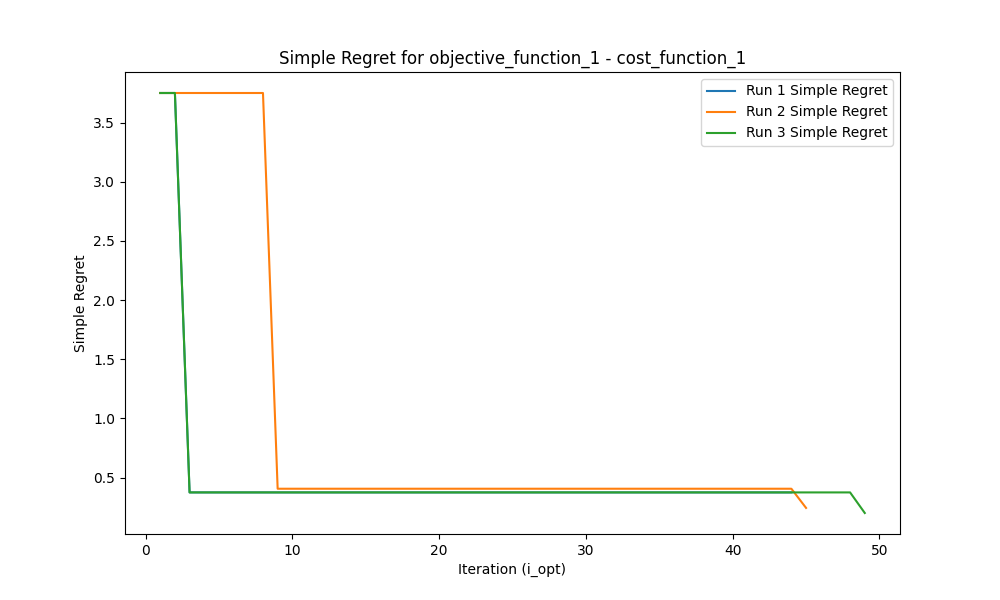 Simple Regret for objective_function_1 - cost_function_1
Run 1 Simple Regret
Run 2 Simple Regret
Run 3 Simple Regret
Simple Regret
3.5
3.0
2.5
2.0
1.5
1.0
0.5
0 10 20 30 40 50
Iteration (i_opt)